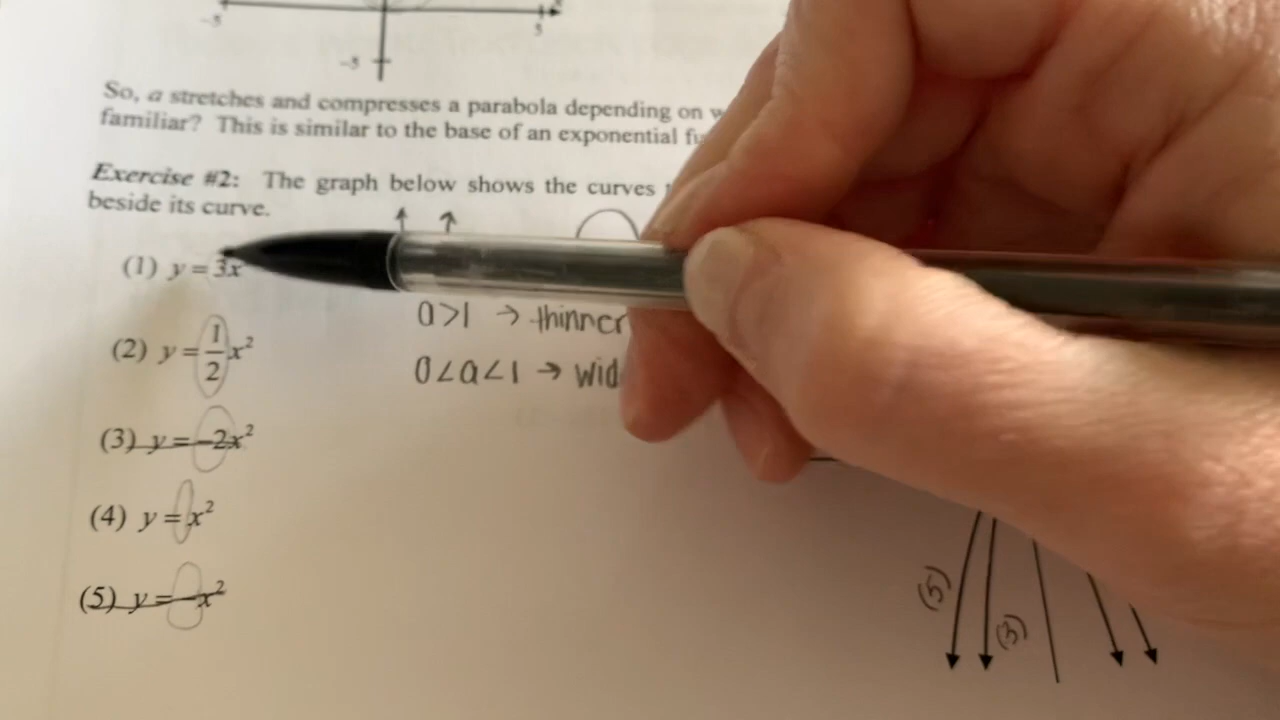 -5
5
-5
So, a stretches and compresses a parabola depending on
familiar? This is similar to the base of an exponential
Exercise #2: The graph below shows the curves
beside its curve.
(1) y = 3x
a>1 → thinner
(2) y = 1/2 x²
0<a<1 → wid
(3) y = -2x²
(4) y = x²
(5) y = -x²
(5)
(3)